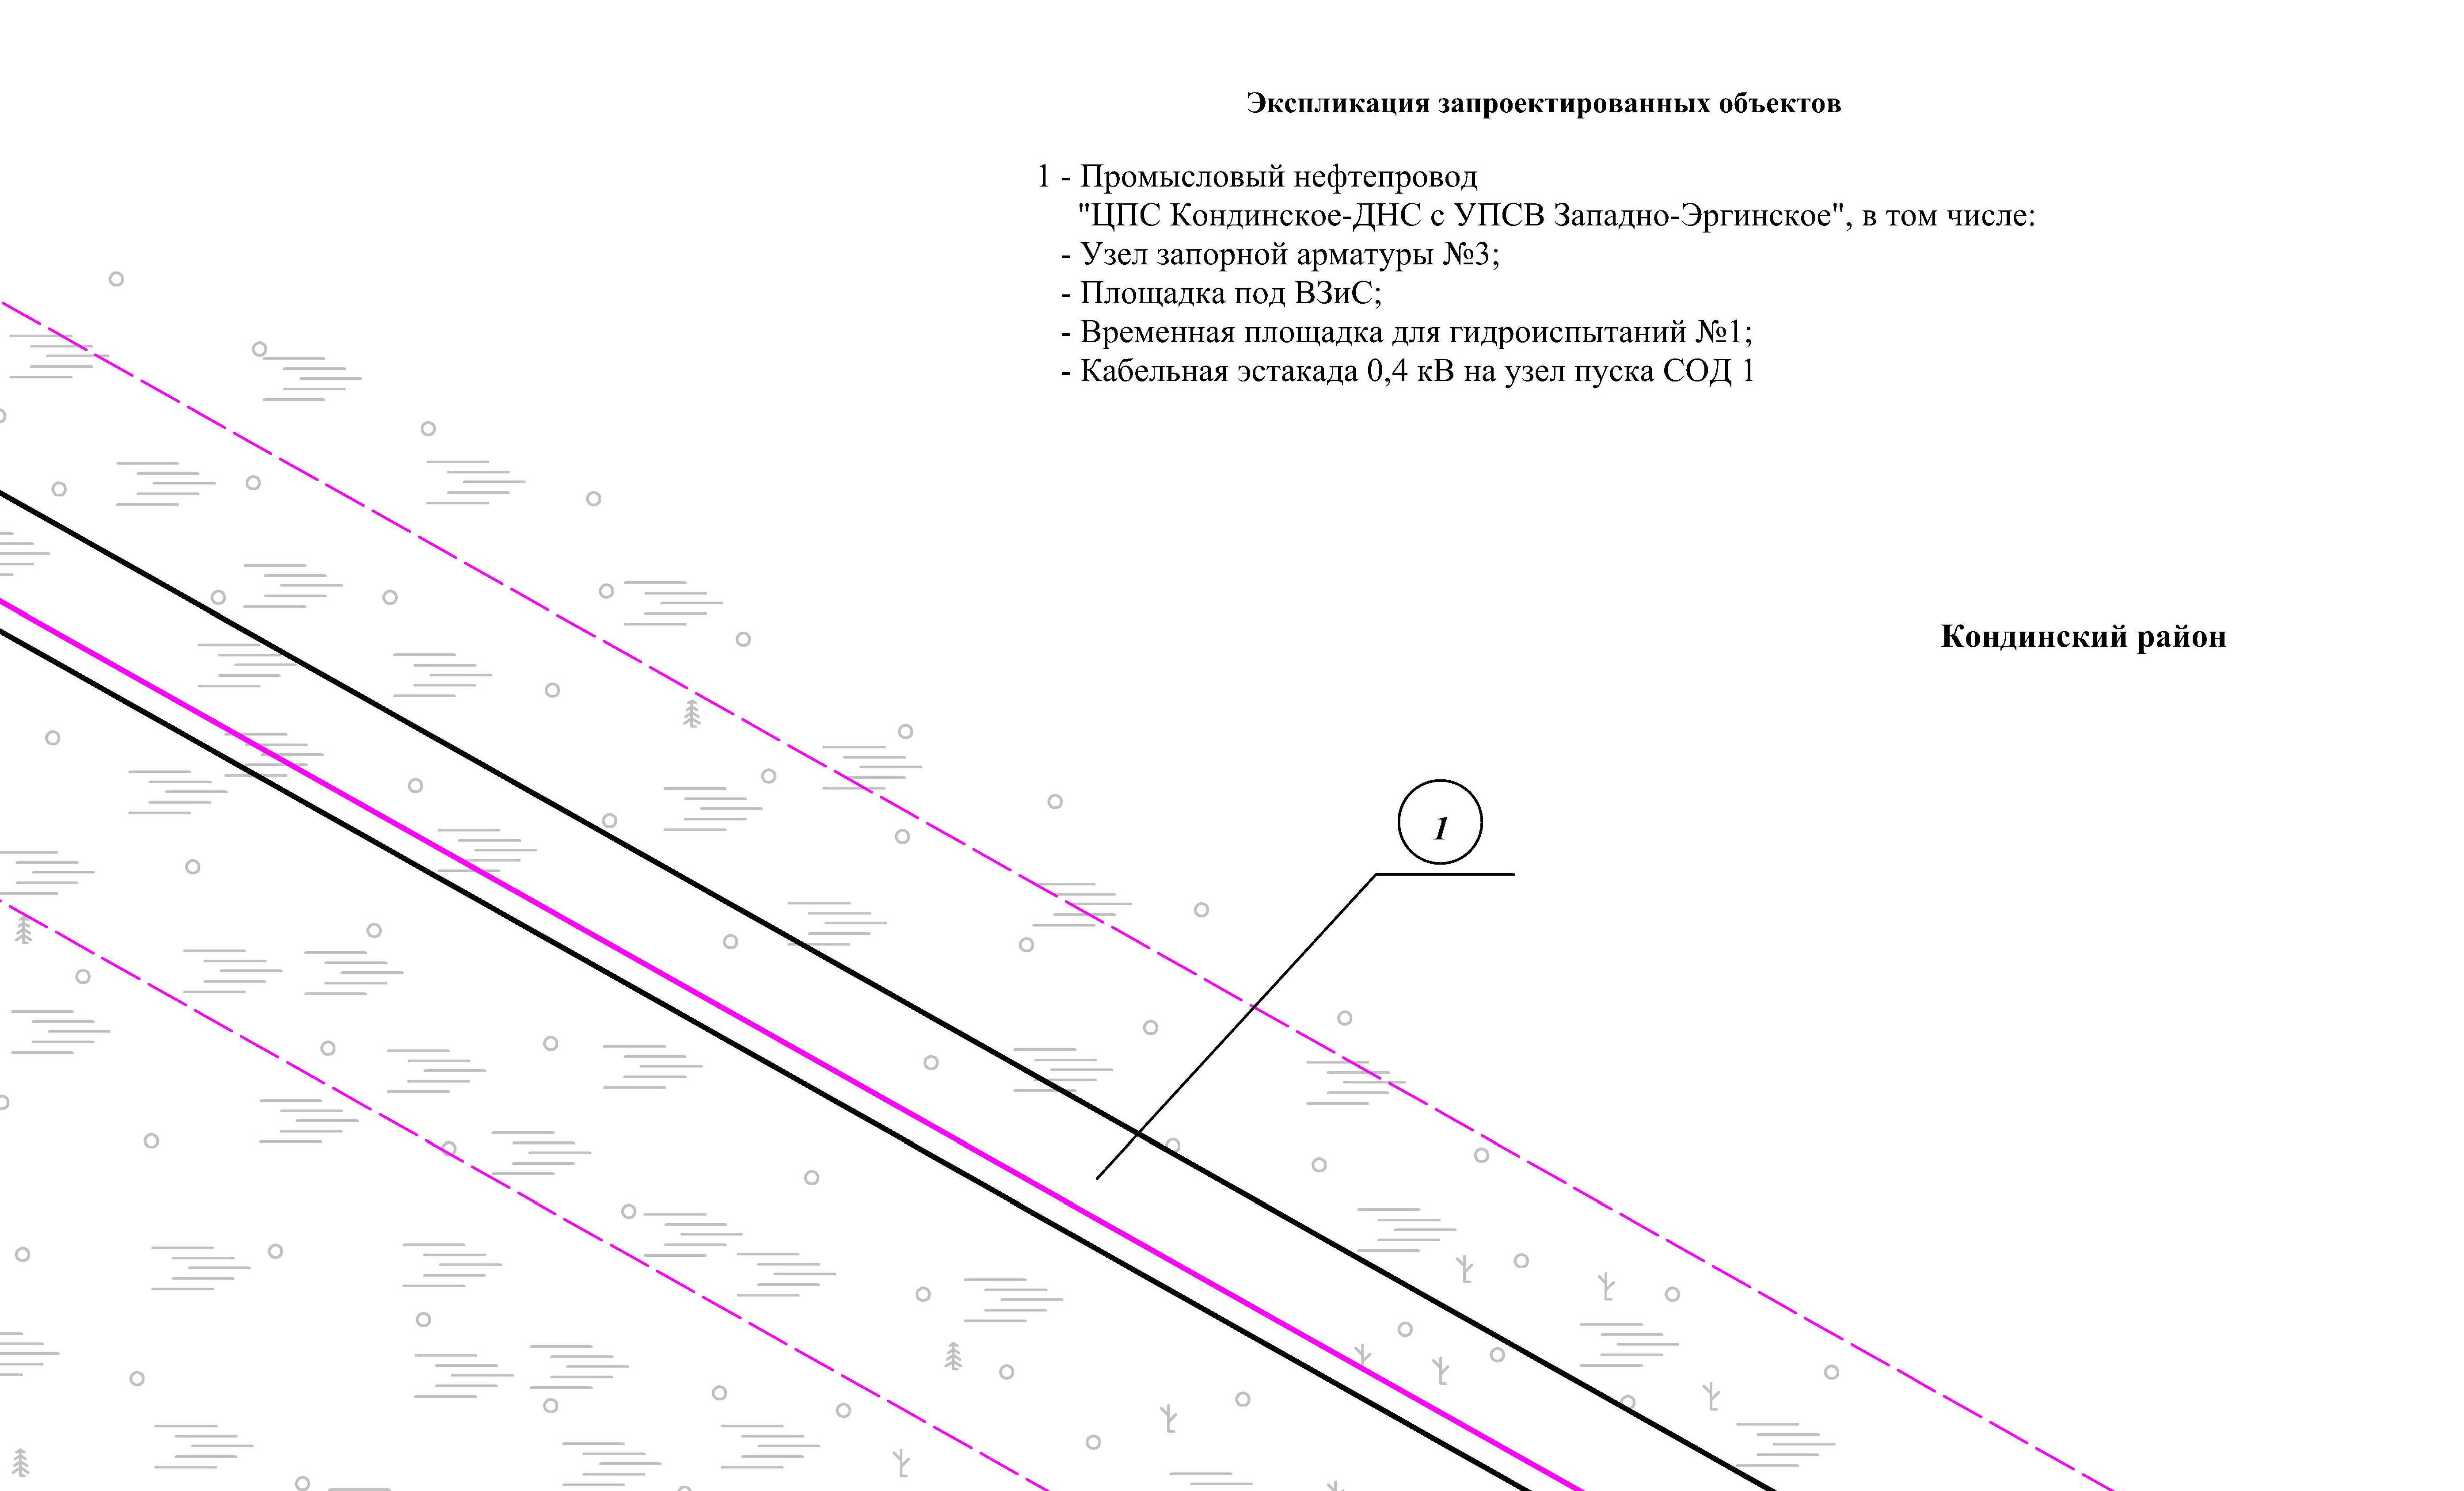 Экспликация запроектированных объектов
1 - Промысловый нефтепровод
"ЦПС Кондинское-ДНС с УПСВ Западно-Эргинское", в том числе:
- Узел запорной арматуры №3;
- Площадка под ВЗиС;
- Временная площадка для гидроиспытаний №1;
- Кабельная эстакада 0,4 кВ на узел пуска СОД 1
Кондинский район
1